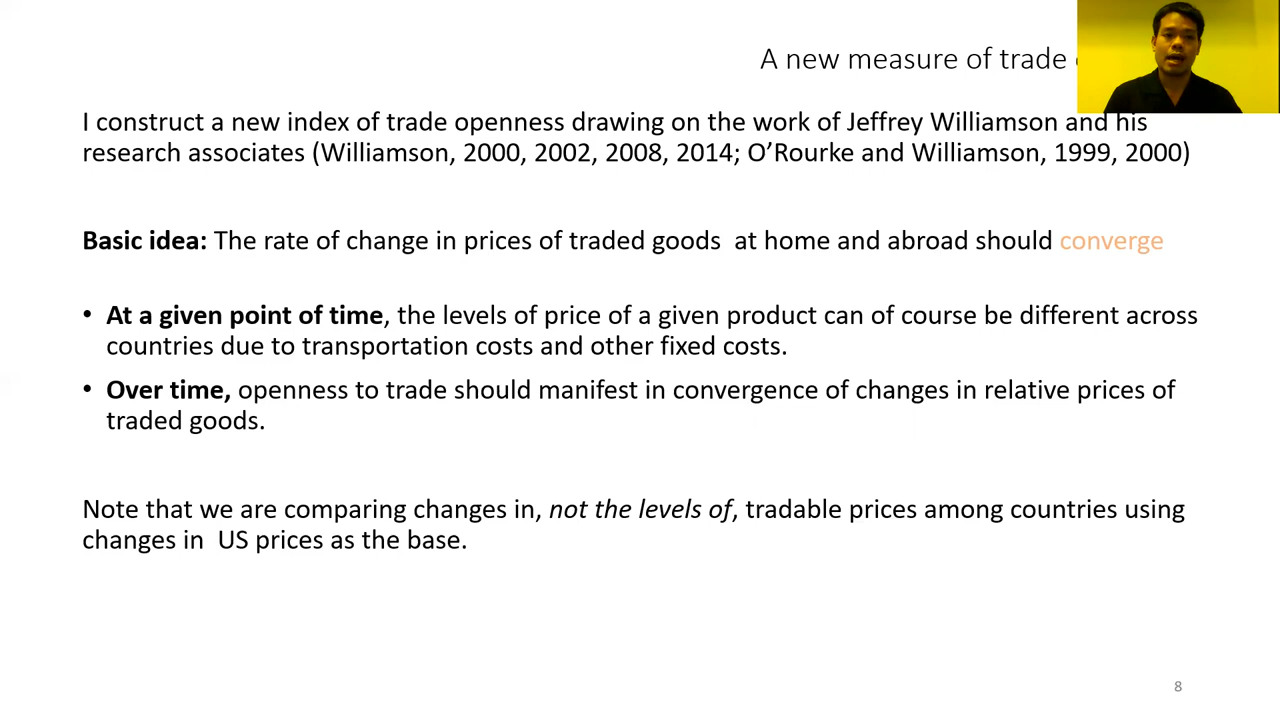 A new measure of trade
I construct a new index of trade openness drawing on the work of Jeffrey Williamson and his
research associates (Williamson, 2000, 2002, 2008, 2014; O’Rourke and Williamson, 1999, 2000)
Basic idea: The rate of change in prices of traded goods  at home and abroad should converge
• At a given point of time, the levels of price of a given product can of course be different across
countries due to transportation costs and other fixed costs.
• Over time, openness to trade should manifest in convergence of changes in relative prices of
traded goods.
Note that we are comparing changes in, not the levels of, tradable prices among countries using
changes in  US prices as the base.
8